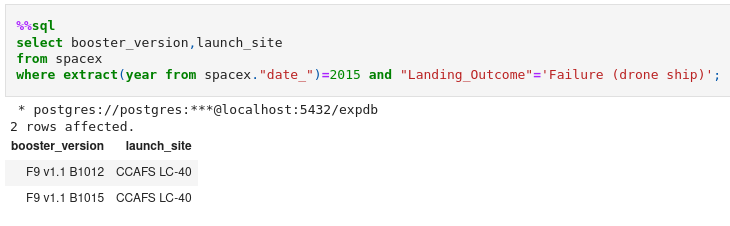 %%sql
select booster_version,launch_site
from spacex
where extract(year from spacex."date_")=2015 and "Landing_Outcome"='Failure (drone ship)';
* postgres://postgres:***@localhost:5432/expdb
2 rows affected.
booster_version launch_site
F9 v1.1 B1012 CCAFS LC-40
F9 v1.1 B1015 CCAFS LC-40